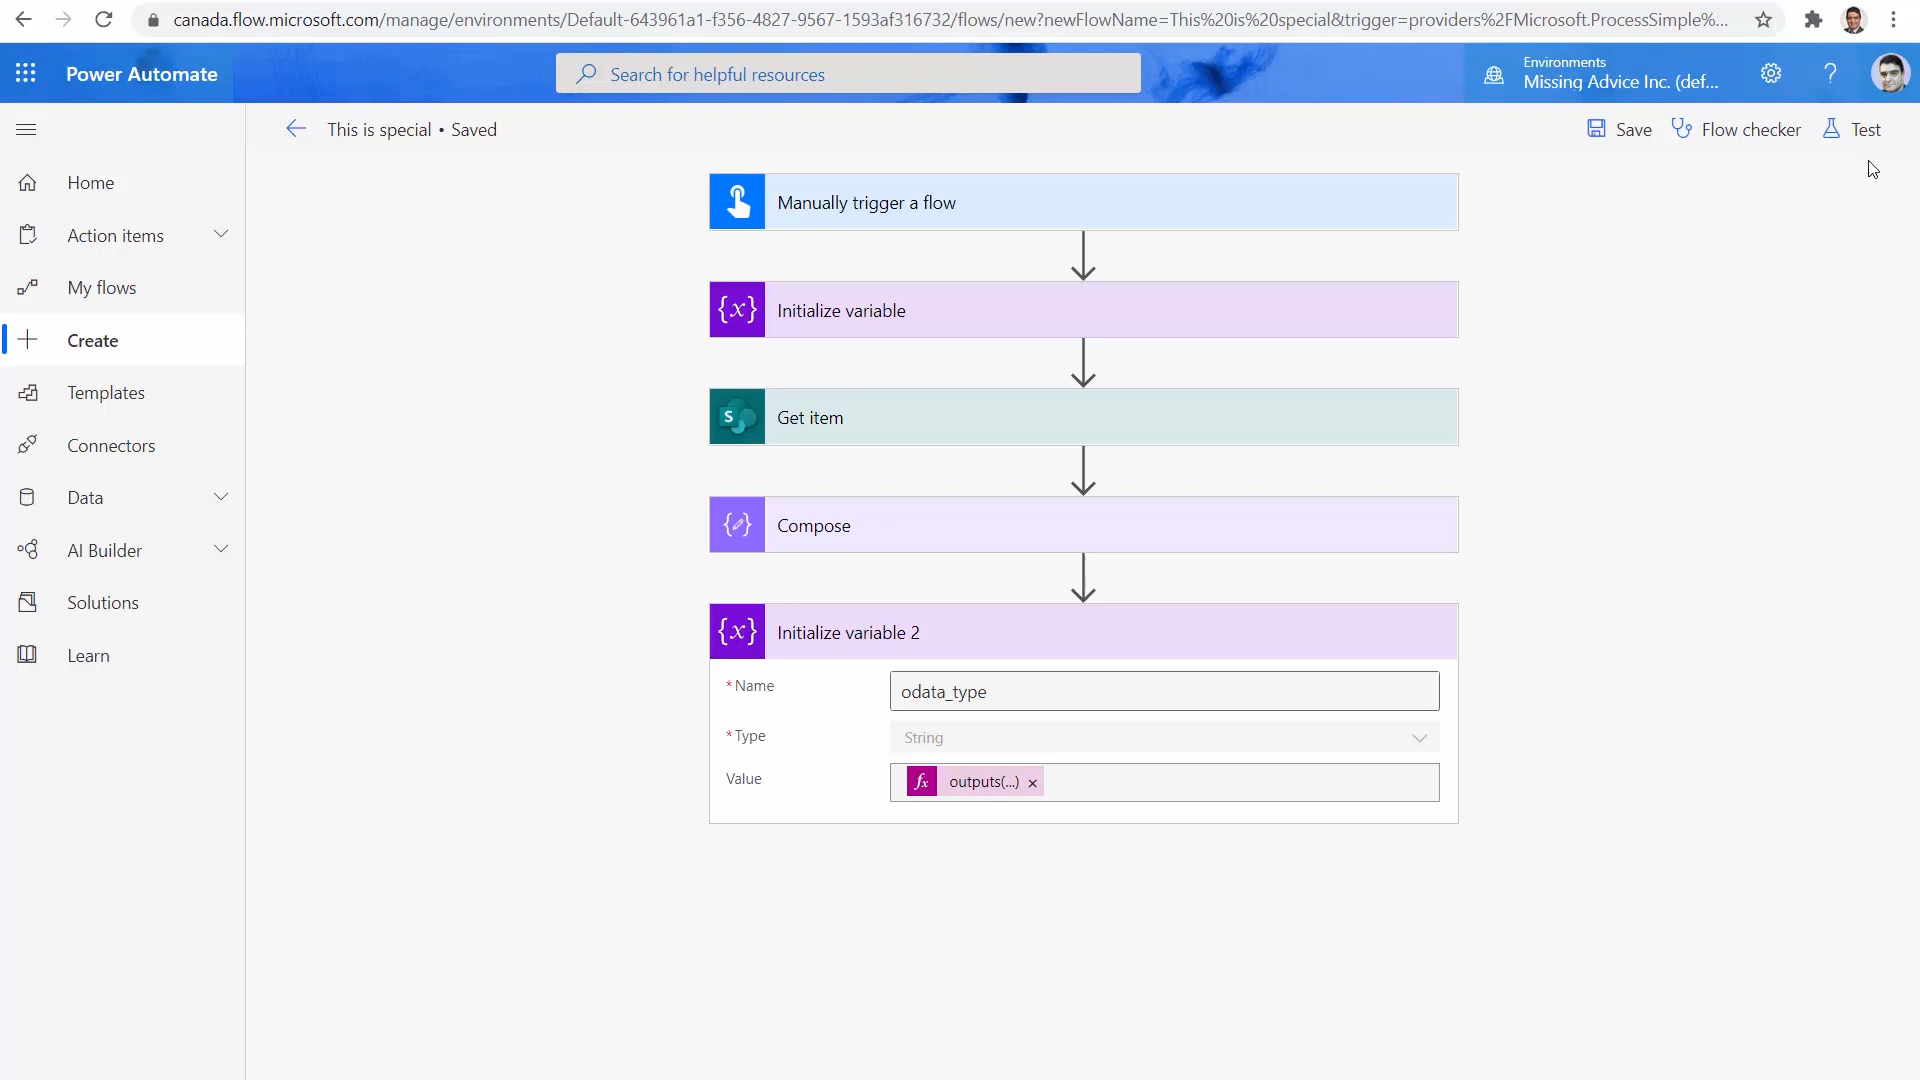 canada.flow.microsoft.com/manage/environments/Default-643961a1-f356-4827-9567-1593af316732/flows/new?newFlowName=This%20is%20special&trigger=providers%2FMicrosoft.ProcessSimple%...
Power Automate
Search for helpful resources
Environments
Missing Advice Inc. (def...
?
This is special • Saved
Save
Flow checker
Test
Home
Action items
My flows
Create
Templates
Connectors
Data
AI Builder
Solutions
Learn
Manually trigger a flow
{x} Initialize variable
S Get item
Compose
{x} Initialize variable 2
* Name
odata_type
* Type
String
Value
fx outputs(...) ×